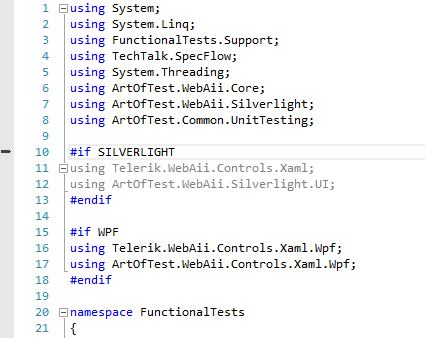 1 using System;
2 using System.Linq;
3 using FunctionalTests.Support;
4 using TechTalk.SpecFlow;
5 using System.Threading;
6 using ArtOfTest.WebAii.Core;
7 using ArtOfTest.WebAii.Silverlight;
8 using ArtOfTest.Common.UnitTesting;
9
10 #if SILVERLIGHT
11 using Telerik.WebAii.Controls.Xaml;
12 using ArtOfTest.WebAii.Silverlight.UI;
13 #endif
14
15 #if WPF
16 using Telerik.WebAii.Controls.Xaml.Wpf;
17 using ArtOfTest.WebAii.Controls.Xaml.Wpf;
18 #endif
19
20 namespace FunctionalTests
21 {